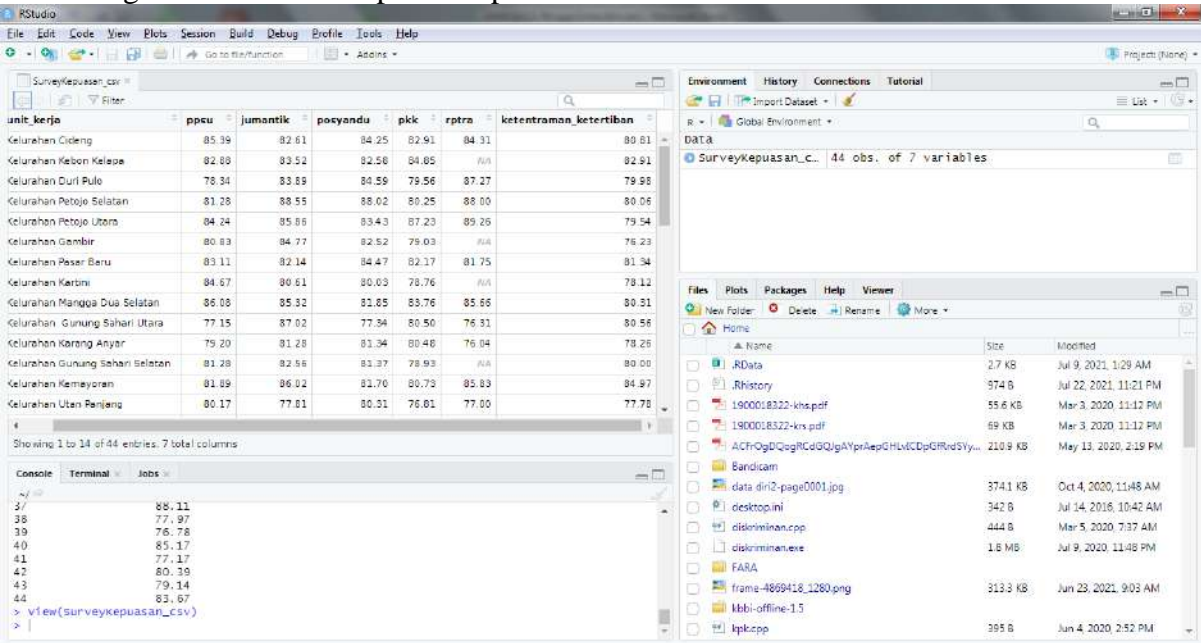 RStudio
File Edit Code View Plots Session Build Debug Profile Tools Help
Go to file/function Addins Project: (None)
SurveyKepuasan_csv
Filter
unit_kerja ppsu jumantik posyandu pkk rptra ketentraman_ketertiban
Kelurahan Cideng 85.39 82.61 84.25 82.91 84.31 80.81
Kelurahan Kebon Kelapa 82.88 83.52 82.58 84.85 NA 82.91
Kelurahan Duri Pulo 78.34 83.89 84.59 79.56 87.27 79.98
Kelurahan Petojo Selatan 81.28 88.55 88.02 80.25 88.00 80.06
Kelurahan Petojo Utara 84.24 85.86 83.43 87.23 89.26 79.54
Kelurahan Gambir 80.83 84.77 82.52 79.03 NA 76.23
Kelurahan Pasar Baru 83.11 82.14 84.47 82.17 81.75 81.34
Kelurahan Kartini 84.67 80.61 80.03 78.76 NA 78.12
Kelurahan Mangga Dua Selatan 86.08 85.32 81.85 83.76 85.66 80.31
Kelurahan Gunung Sahari Utara 77.15 87.02 77.34 80.50 76.31 80.56
Kelurahan Karang Anyar 79.20 81.28 81.34 80.48 76.04 78.26
Kelurahan Gunung Sahari Selatan 81.28 82.56 81.37 78.93 NA 80.00
Kelurahan Kemayoran 81.89 86.02 81.70 80.73 85.83 84.97
Kelurahan Utan Panjang 80.17 77.81 80.31 76.81 77.00 77.78
Showing 1 to 14 of 44 entries, 7 total columns
Console Terminal Jobs
~/
37 88.11
38 77.97
39 76.78
40 85.17
41 77.17
42 80.39
43 79.14
44 83.67
> View(SurveyKepuasan_csv)
>
Environment History Connections Tutorial
Import Dataset List
R Global Environment
Data
SurveyKepuasan_c… 44 obs. of 7 variables
Files Plots Packages Help Viewer
New Folder Delete Rename More
Home
Name Size Modified
.RData 2.7 KB Jul 9, 2021, 1:29 AM
.Rhistory 974 B Jul 22, 2021, 11:21 PM
1900018322-khs.pdf 55.6 KB Mar 3, 2020, 11:12 PM
1900018322-krs.pdf 69 KB Mar 3, 2020, 11:12 PM
210.9 KB May 13, 2020, 2:19 PM
Bandicam
data diri2-page0001.jpg 374.1 KB Oct 4, 2020, 11:48 AM
desktop.ini 342 B Jul 14, 2016, 10:42 AM
diskriminan.cpp 444 B Mar 5, 2020, 7:37 AM
diskriminan.exe 1.8 MB Jul 9, 2020, 11:48 PM
FARA
frame-4869418_1280.png 313.3 KB Jun 23, 2021, 9:03 AM
kbbi-offline-1.5
kpk.cpp 395 B Jun 4, 2020, 2:52 PM